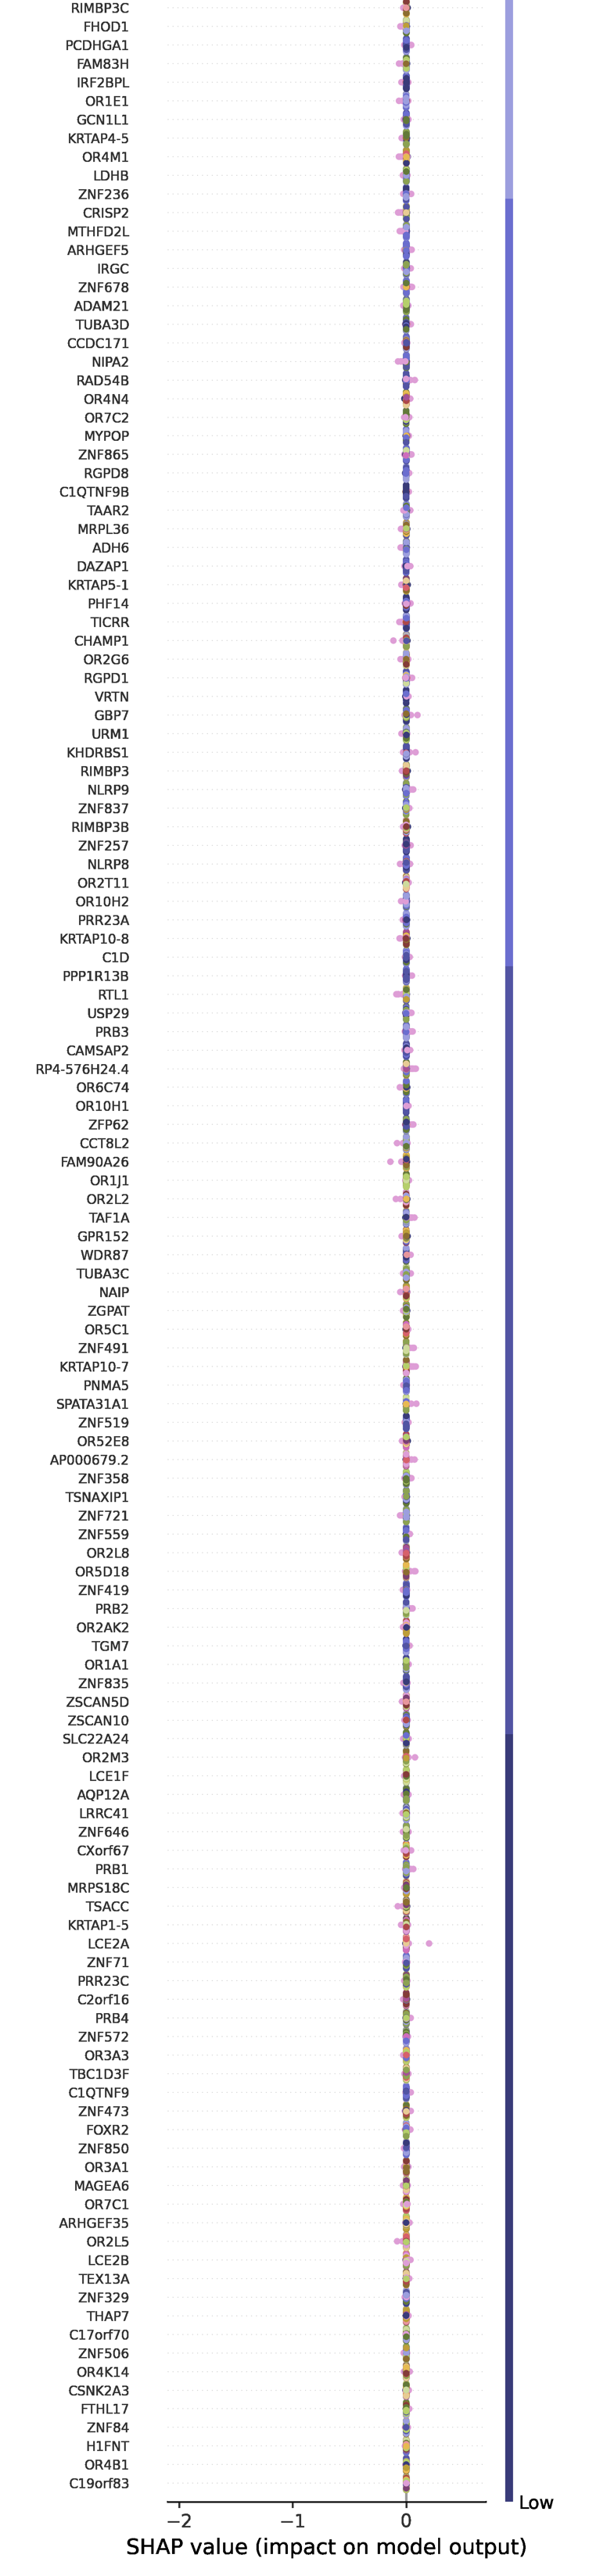 RIMBP3C
FHOD1
PCDHGA1
FAM83H
IRF2BPL
OR1E1
GCN1L1
KRTAP4-5
OR4M1
LDHB
ZNF236
CRISP2
MTHFD2L
ARHGEF5
IRGC
ZNF678
ADAM21
TUBA3D
CCDC171
NIPA2
RAD54B
OR4N4
OR7C2
MYPOP
ZNF865
RGPD8
C1QTNF9B
TAAR2
MRPL36
ADH6
DAZAP1
KRTAP5-1
PHF14
TICRR
CHAMP1
OR2G6
RGPD1
VRTN
GBP7
URM1
KHDRBS1
RIMBP3
NLRP9
ZNF837
RIMBP3B
ZNF257
NLRP8
OR2T11
OR10H2
PRR23A
KRTAP10-8
C1D
PPP1R13B
RTL1
USP29
PRB3
CAMSAP2
RP4-576H24.4
OR6C74
OR10H1
ZFP62
CCT8L2
FAM90A26
OR1J1
OR2L2
TAF1A
GPR152
WDR87
TUBA3C
NAIP
ZGPAT
OR5C1
ZNF491
KRTAP10-7
PNMA5
SPATA31A1
ZNF519
OR52E8
AP000679.2
ZNF358
TSNAXIP1
ZNF721
ZNF559
OR2L8
OR5D18
ZNF419
PRB2
OR2AK2
TGM7
OR1A1
ZNF835
ZSCAN5D
ZSCAN10
SLC22A24
OR2M3
LCE1F
AQP12A
LRRC41
ZNF646
CXorf67
PRB1
MRPS18C
TSACC
KRTAP1-5
LCE2A
ZNF71
PRR23C
C2orf16
PRB4
ZNF572
OR3A3
TBC1D3F
C1QTNF9
ZNF473
FOXR2
ZNF850
OR3A1
MAGEA6
OR7C1
ARHGEF35
OR2L5
LCE2B
TEX13A
ZNF329
THAP7
C17orf70
ZNF506
OR4K14
CSNK2A3
FTHL17
ZNF84
H1FNT
OR4B1
C19orf83
Low
−2 −1 0
SHAP value (impact on model output)